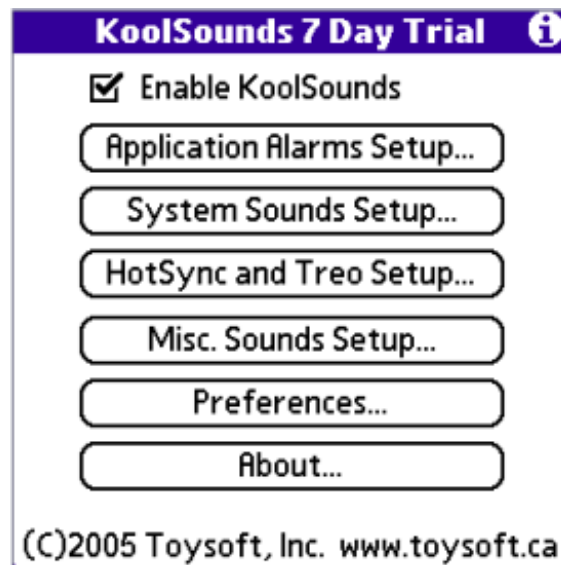 KoolSounds 7 Day Trial i
Enable KoolSounds
Application Alarms Setup...
System Sounds Setup...
HotSync and Treo Setup...
Misc. Sounds Setup...
Preferences...
About...
(C)2005 Toysoft, Inc. www.toysoft.ca